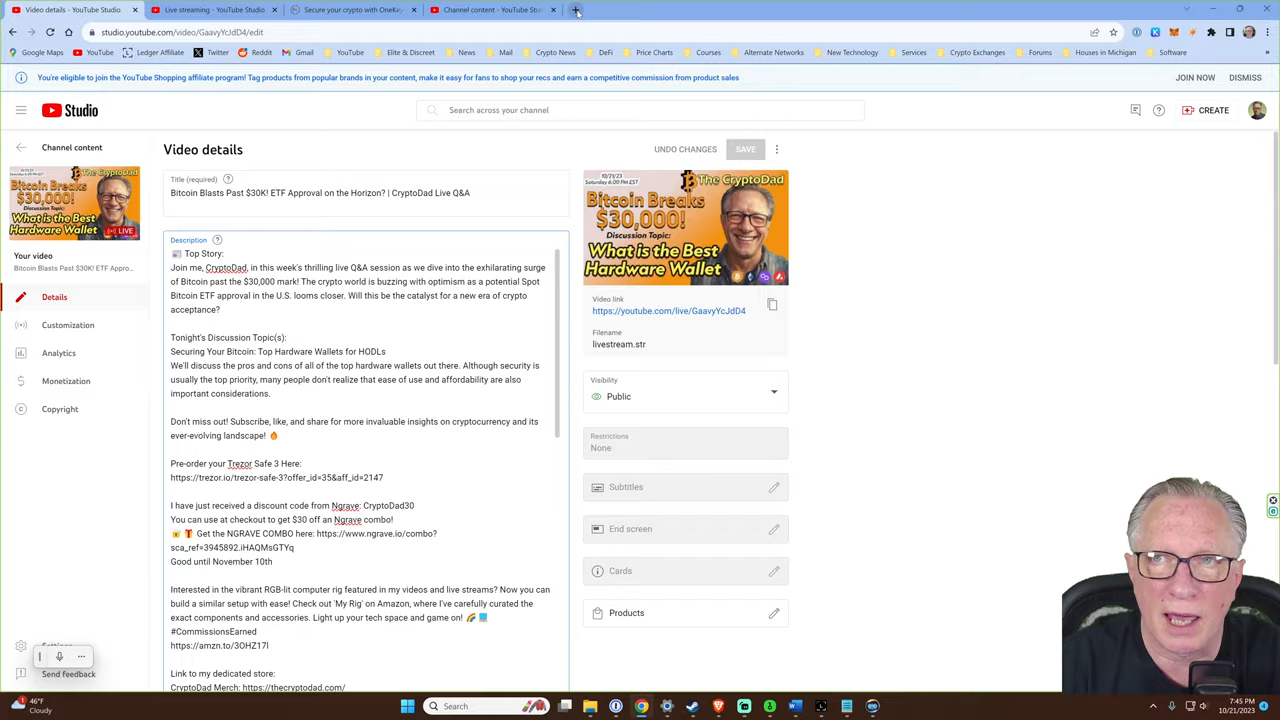 Video details - YouTube Studio
Live streaming - YouTube Studio
Secure your crypto with OneKey
Channel content - YouTube Stu
studio.youtube.com/video/GaavyYcJdD4/edit
Google Maps
YouTube
Ledger Affiliate
Twitter
Reddit
Gmail
YouTube
Elite & Discreet
News
Mail
Crypto News
DeFi
Price Charts
Courses
Alternate Networks
New Technology
Services
Crypto Exchanges
Forums
Houses in Michigan
Software
You're eligible to join the YouTube Shopping affiliate program! Tag products from popular brands in your content, make it easy for fans to shop your recs and earn a competitive commission from product sales
JOIN NOW
DISMISS
Studio
Search across your channel
CREATE
Channel content
Video details
UNDO CHANGES
SAVE
Bitcoin Breaks
$30,000!
What is the Best
Hardware Wallet
The CryptoDad
LIVE
Your video
Bitcoin Blasts Past $30K! ETF Appro...
Details
Customization
Analytics
Monetization
Copyright
Settings
Send feedback
Title (required)
Bitcoin Blasts Past $30K! ETF Approval on the Horizon? | CryptoDad Live Q&A
Description
📰 Top Story:
Join me, CryptoDad, in this week's thrilling live Q&A session as we dive into the exhilarating surge
of Bitcoin past the $30,000 mark! The crypto world is buzzing with optimism as a potential Spot
Bitcoin ETF approval in the U.S. looms closer. Will this be the catalyst for a new era of crypto
acceptance?
Tonight's Discussion Topic(s):
Securing Your Bitcoin: Top Hardware Wallets for HODLs
We'll discuss the pros and cons of all of the top hardware wallets out there. Although security is
usually the top priority, many people don't realize that ease of use and affordability are also
important considerations.
Don't miss out! Subscribe, like, and share for more invaluable insights on cryptocurrency and its
ever-evolving landscape! 🔥
Pre-order your Trezor Safe 3 Here:
https://trezor.io/trezor-safe-3?offer_id=35&aff_id=2147
I have just received a discount code from Ngrave: CryptoDad30
You can use at checkout to get $30 off an Ngrave combo!
Get the NGRAVE COMBO here: https://www.ngrave.io/combo?
sca_ref=3945892.iHAQMsGTYq
Good until November 10th
Interested in the vibrant RGB-lit computer rig featured in my videos and live streams? Now you can
build a similar setup with ease! Check out 'My Rig' on Amazon, where I've carefully curated the
exact components and accessories. Light up your tech space and game on!
#CommissionsEarned
https://amzn.to/3OHZ17I
Link to my dedicated store:
CryptoDad Merch: https://thecryptodad.com/
10/21/23
Saturday 6:00 PM EST
The CryptoDad
Bitcoin Breaks
$30,000!
Discussion Topic:
What is the Best
Hardware Wallet
Video link
https://youtube.com/live/GaavyYcJdD4
Filename
livestream.str
Visibility
Public
Restrictions
None
Subtitles
End screen
Cards
Products
46°F
Cloudy
Search
7:45 PM
10/21/2023